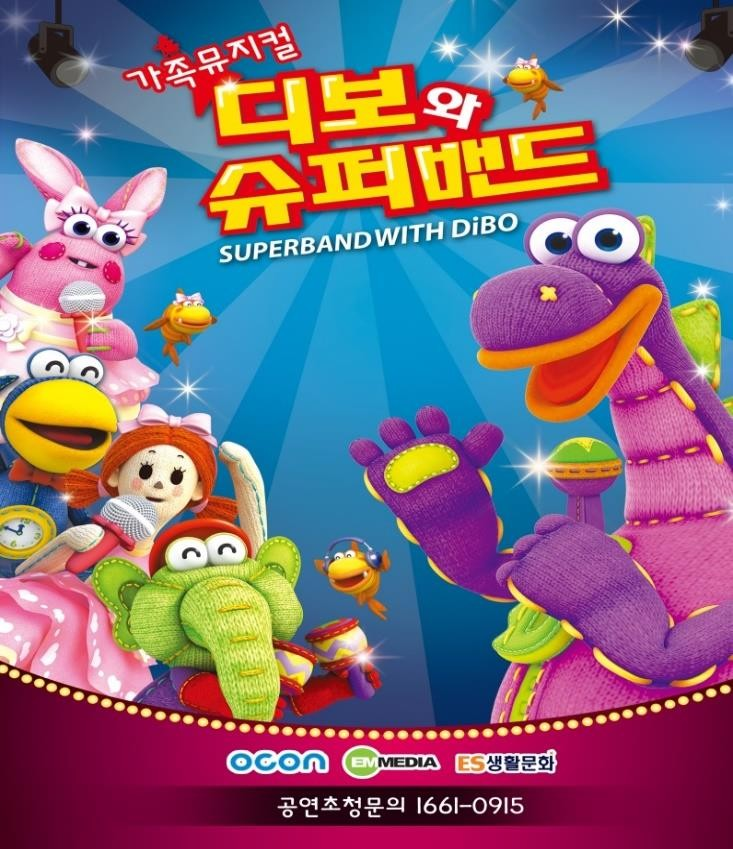 가족뮤지컬
디보와
슈퍼밴드
SUPERBAND WITH DiBO
OCON EMMEDIA ES생활문화
공연초청문의 1661-0915